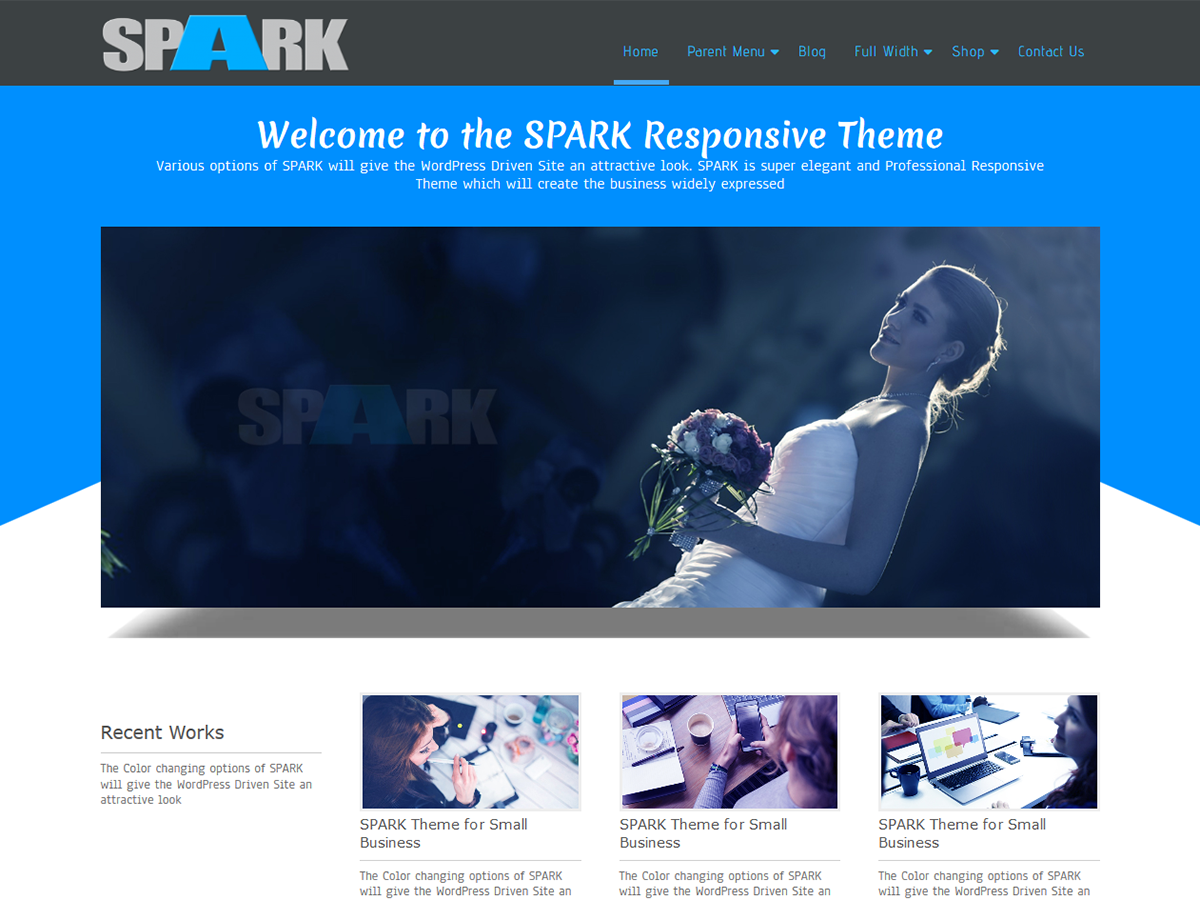 SPARK
Home Parent Menu Blog Full Width Shop Contact Us
Welcome to the SPARK Responsive Theme
Various options of SPARK will give the WordPress Driven Site an attractive look. SPARK is super elegant and Professional Responsive
Theme which will create the business widely expressed
SPARK
Recent Works
The Color changing options of SPARK
will give the WordPress Driven Site an
attractive look
SPARK Theme for Small
Business
The Color changing options of SPARK
will give the WordPress Driven Site an
SPARK Theme for Small
Business
The Color changing options of SPARK
will give the WordPress Driven Site an
SPARK Theme for Small
Business
The Color changing options of SPARK
will give the WordPress Driven Site an